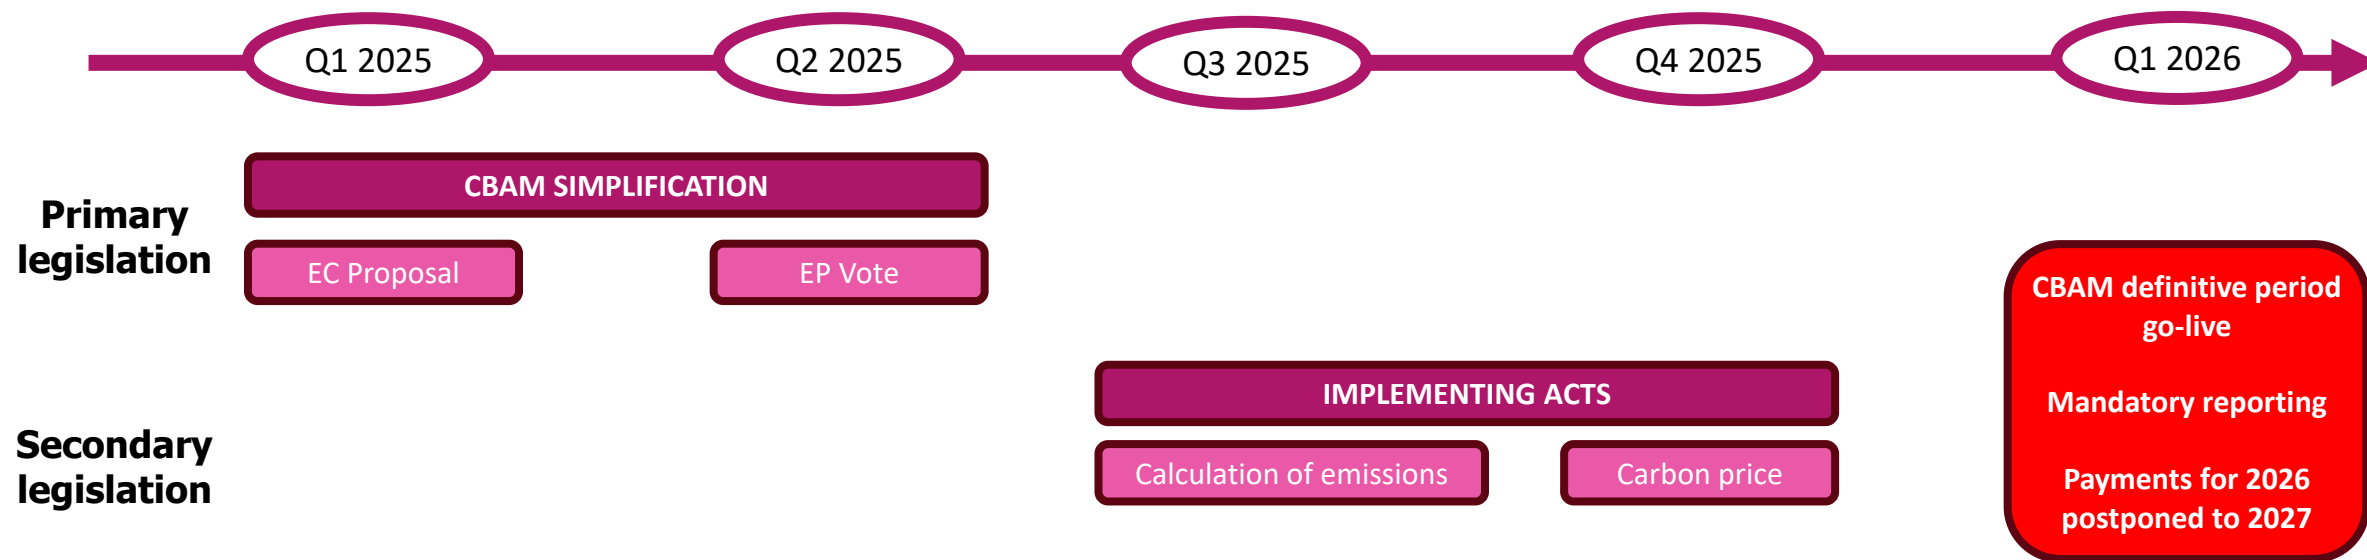 Q1 2025
Q2 2025
Q3 2025
Q4 2025
Q1 2026
Primary
legislation
CBAM SIMPLIFICATION
EC Proposal
EP Vote
Secondary
legislation
IMPLEMENTING ACTS
Calculation of emissions
Carbon price
CBAM definitive period
go-live
Mandatory reporting
Payments for 2026
postponed to 2027